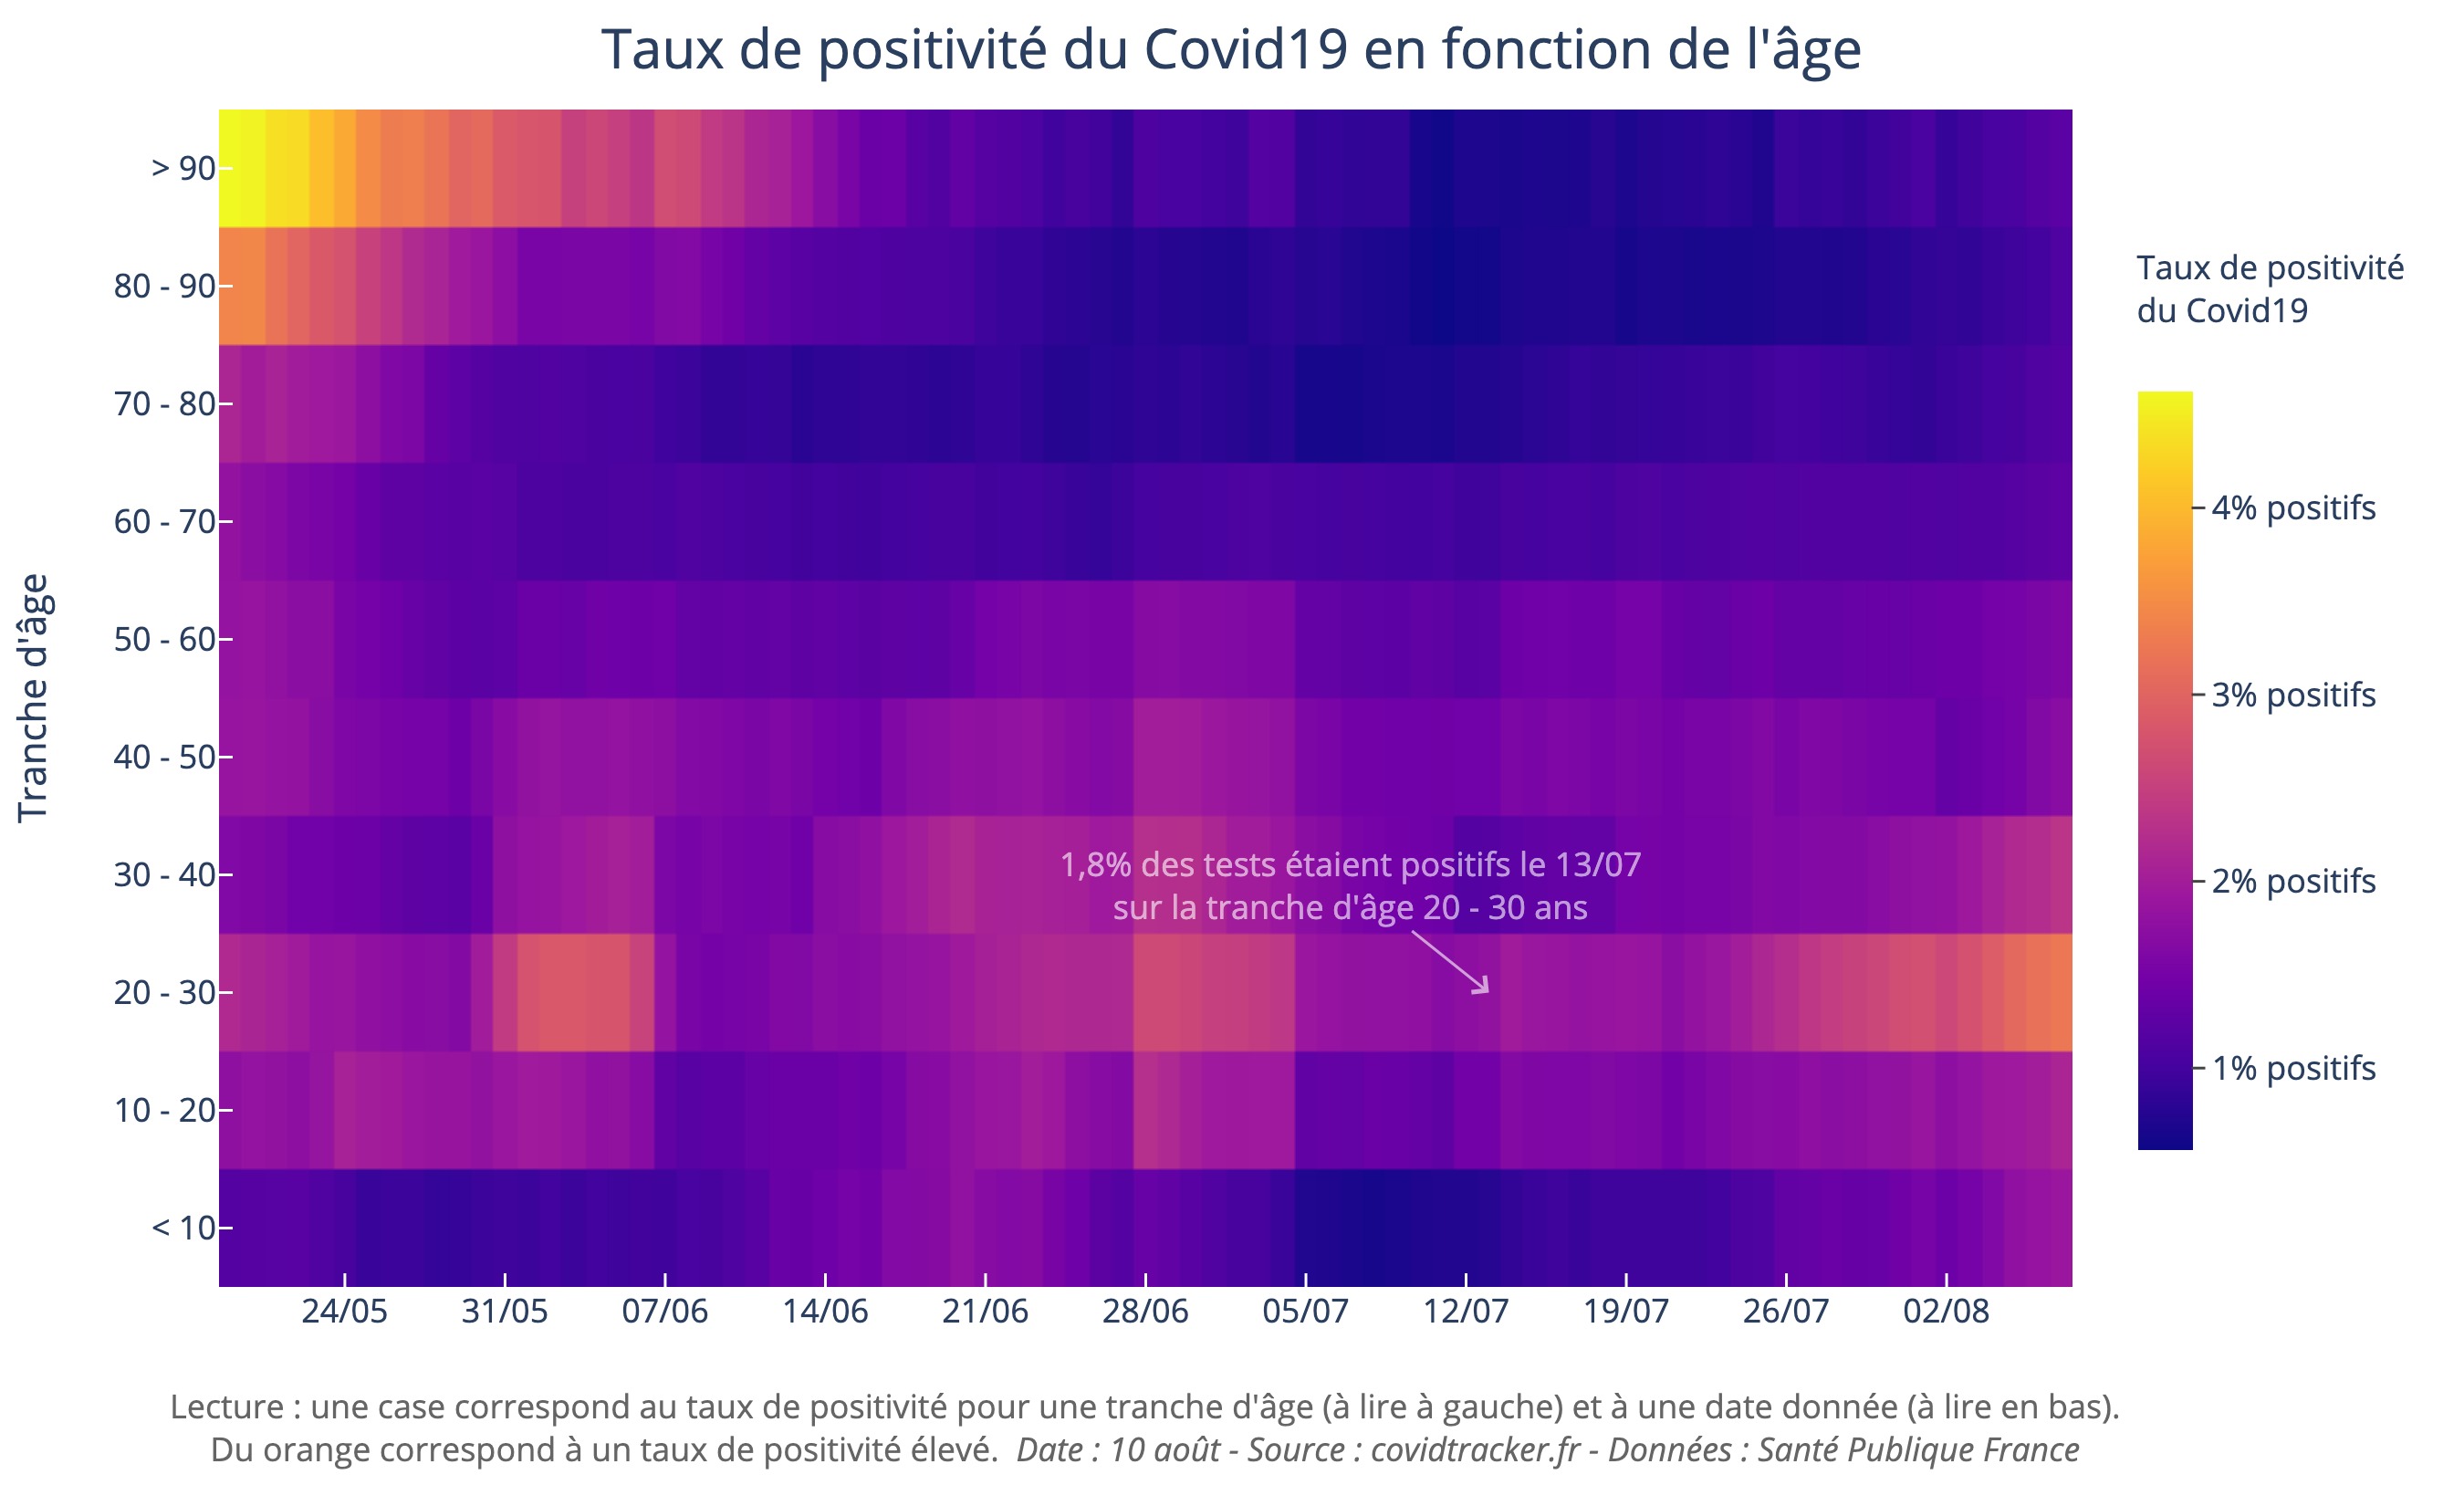 Taux de positivité du Covid19 en fonction de l'âge
Tranche d'âge
> 90
80 - 90
70 - 80
60 - 70
50 - 60
40 - 50
30 - 40
20 - 30
10 - 20
< 10
1,8% des tests étaient positifs le 13/07
sur la tranche d'âge 20 - 30 ans
24/05 31/05 07/06 14/06 21/06 28/06 05/07 12/07 19/07 26/07 02/08
Taux de positivité
du Covid19
4% positifs
3% positifs
2% positifs
1% positifs
Lecture : une case correspond au taux de positivité pour une tranche d'âge (à lire à gauche) et à une date donnée (à lire en bas).
Du orange correspond à un taux de positivité élevé. Date : 10 août - Source : covidtracker.fr - Données : Santé Publique France